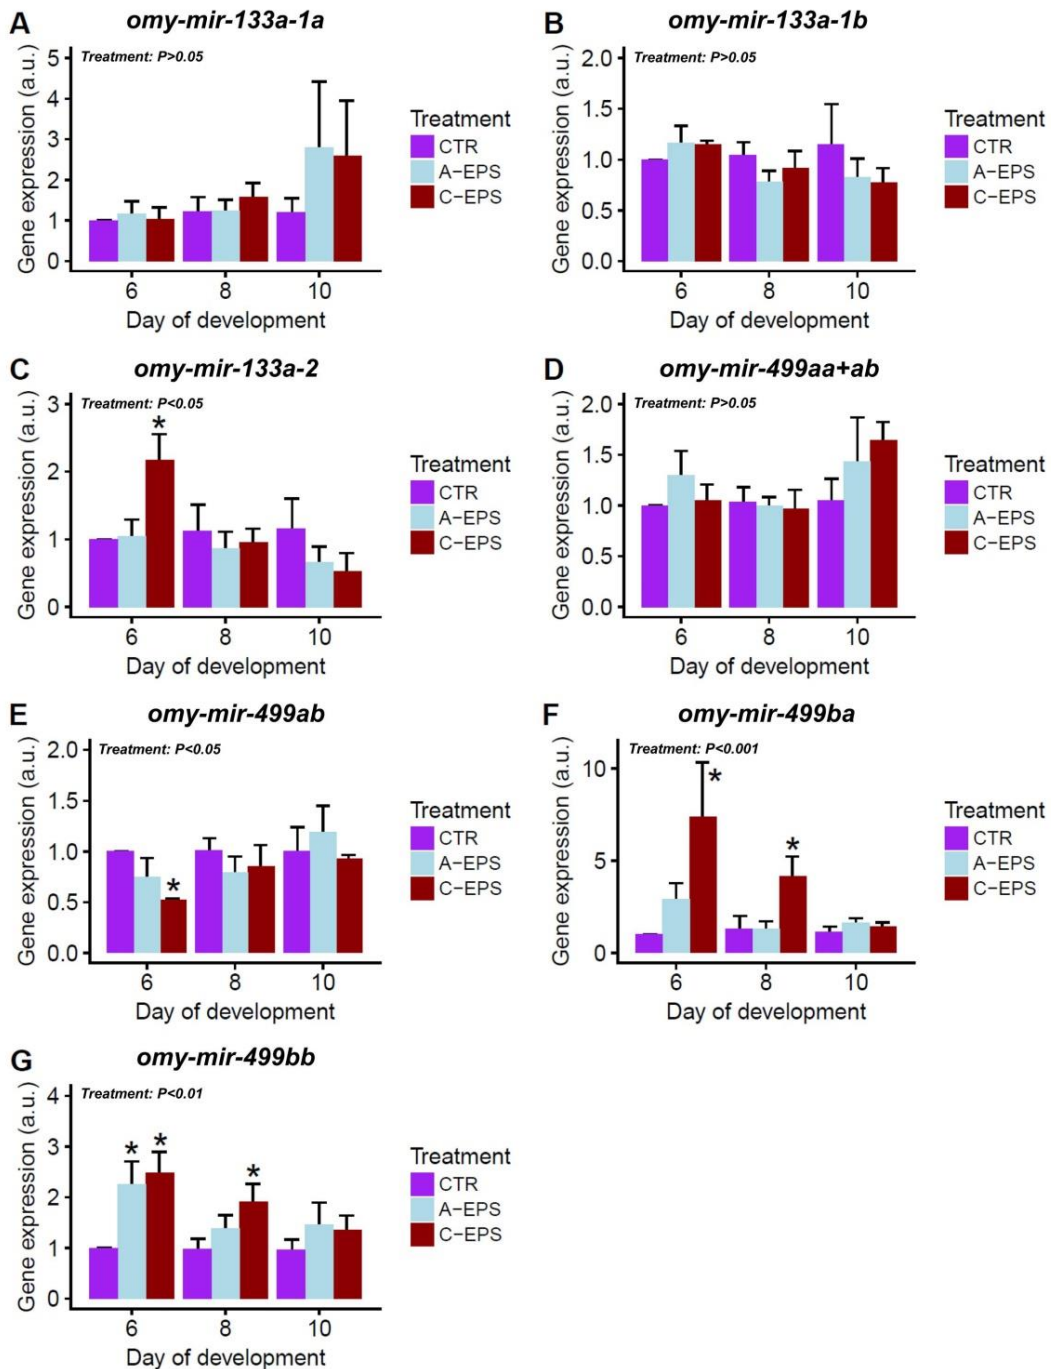 A
omy-mir-133a-1a
Treatment: P>0.05
Gene expression (a.u.)
5
4
3
2
1
0
6 8 10
Day of development
Treatment
CTR
A-EPS
C-EPS
B
omy-mir-133a-1b
Treatment: P>0.05
Gene expression (a.u.)
2.0
1.5
1.0
0.5
0.0
6 8 10
Day of development
Treatment
CTR
A-EPS
C-EPS
C
omy-mir-133a-2
Treatment: P<0.05
Gene expression (a.u.)
3
2
1
0
*
6 8 10
Day of development
Treatment
CTR
A-EPS
C-EPS
D
omy-mir-499aa+ab
Treatment: P>0.05
Gene expression (a.u.)
2.0
1.5
1.0
0.5
0.0
6 8 10
Day of development
Treatment
CTR
A-EPS
C-EPS
E
omy-mir-499ab
Treatment: P<0.05
Gene expression (a.u.)
2.0
1.5
1.0
0.5
0.0
*
6 8 10
Day of development
Treatment
CTR
A-EPS
C-EPS
F
omy-mir-499ba
Treatment: P<0.001
Gene expression (a.u.)
10
5
0
*
*
6 8 10
Day of development
Treatment
CTR
A-EPS
C-EPS
G
omy-mir-499bb
Treatment: P<0.01
Gene expression (a.u.)
4
3
2
1
0
* *
*
6 8 10
Day of development
Treatment
CTR
A-EPS
C-EPS